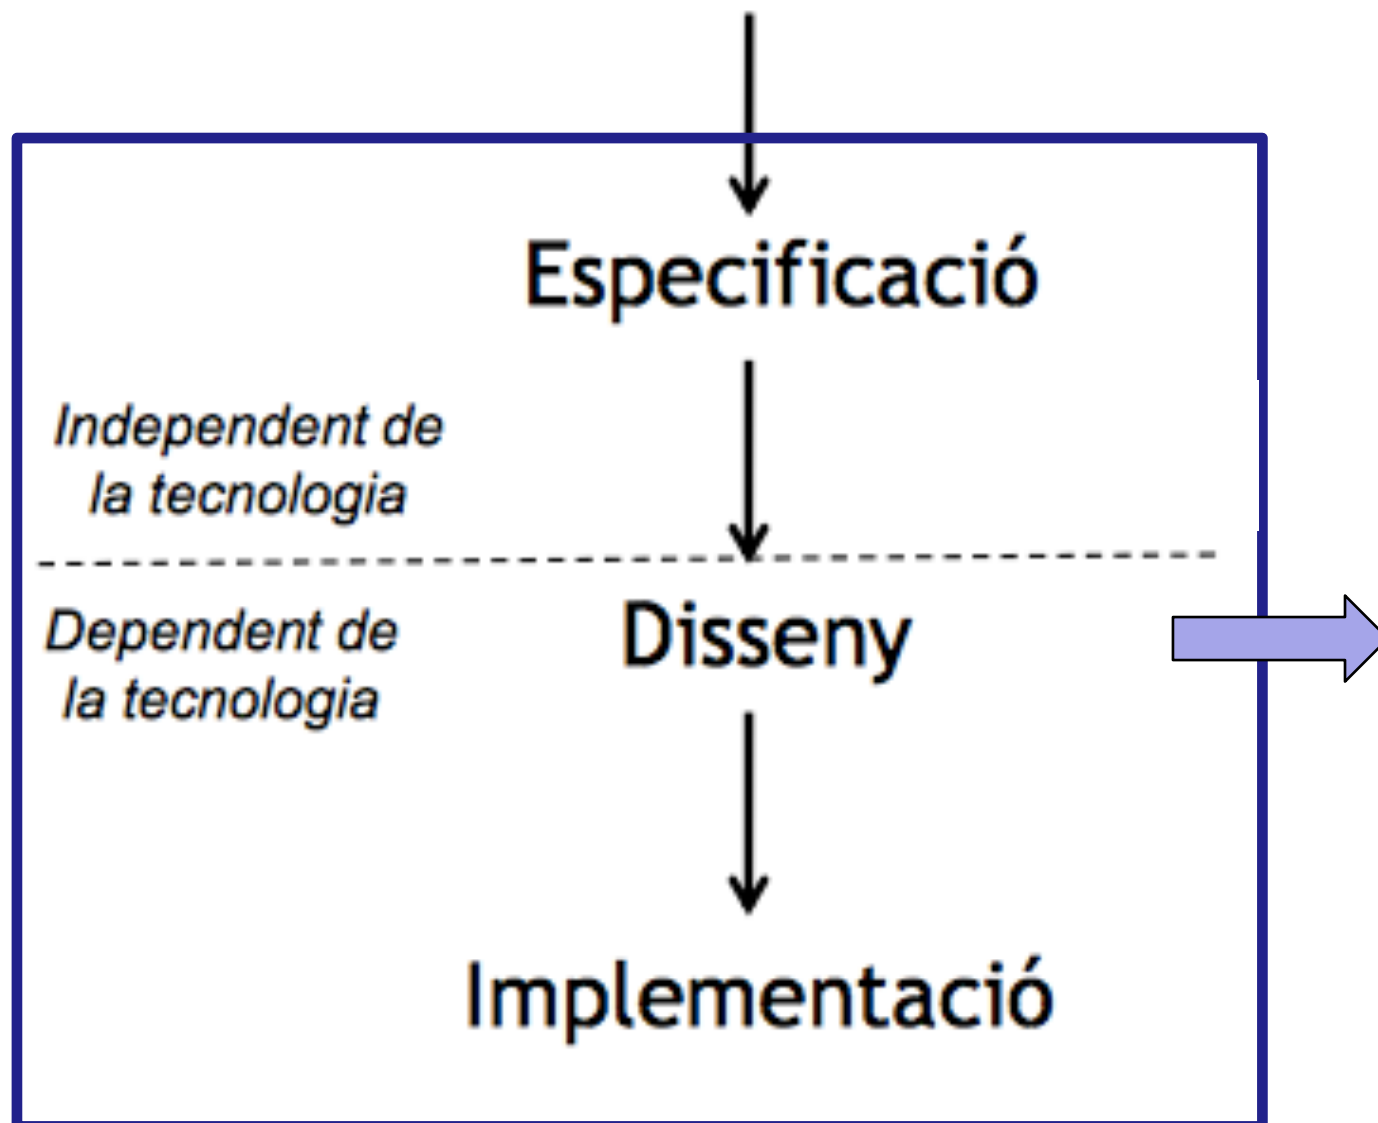 Especificació
Independent de
la tecnologia
Dependent de
la tecnologia
Disseny
Implementació